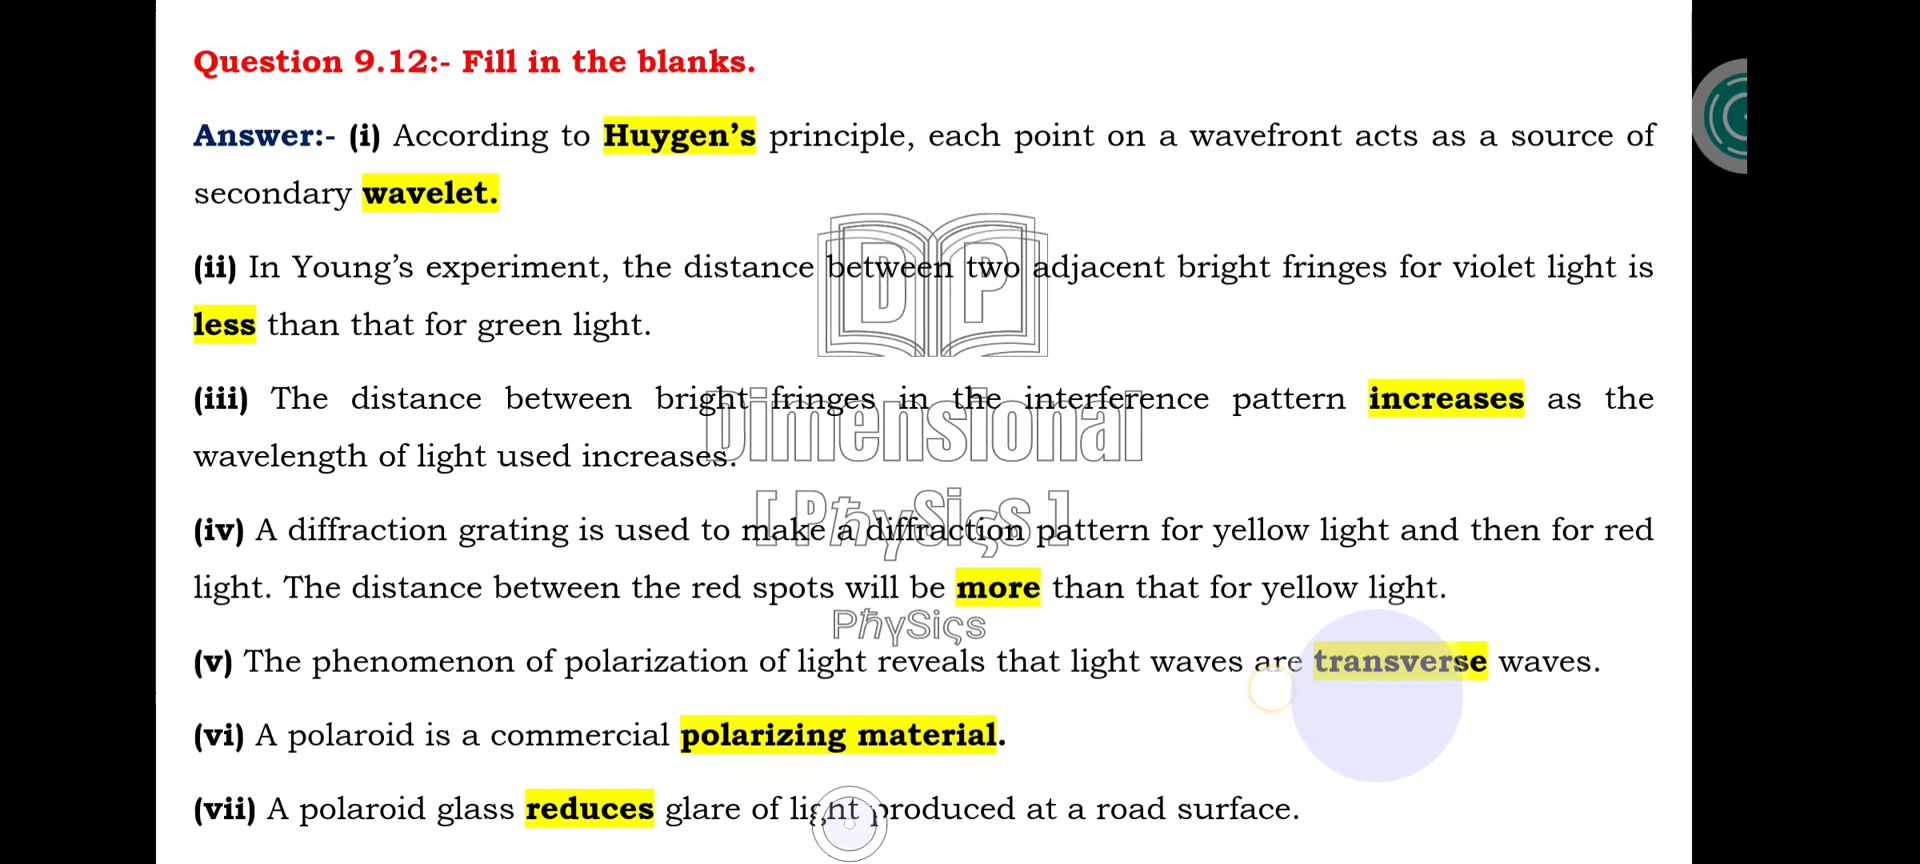 Question 9.12:- Fill in the blanks.
Answer:- (i) According to Huygen’s principle, each point on a wavefront acts as a source of
secondary wavelet.
(ii) In Young’s experiment, the distance between two adjacent bright fringes for violet light is
less than that for green light.
(iii) The distance between bright fringes in the interference pattern increases as the
wavelength of light used increases.
(iv) A diffraction grating is used to make a diffraction pattern for yellow light and then for red
light. The distance between the red spots will be more than that for yellow light.
(v) The phenomenon of polarization of light reveals that light waves are transverse waves.
(vi) A polaroid is a commercial polarizing material.
(vii) A polaroid glass reduces glare of light produced at a road surface.
D P
Dimensional
[ PℏySiçs ]
PℏySiçs